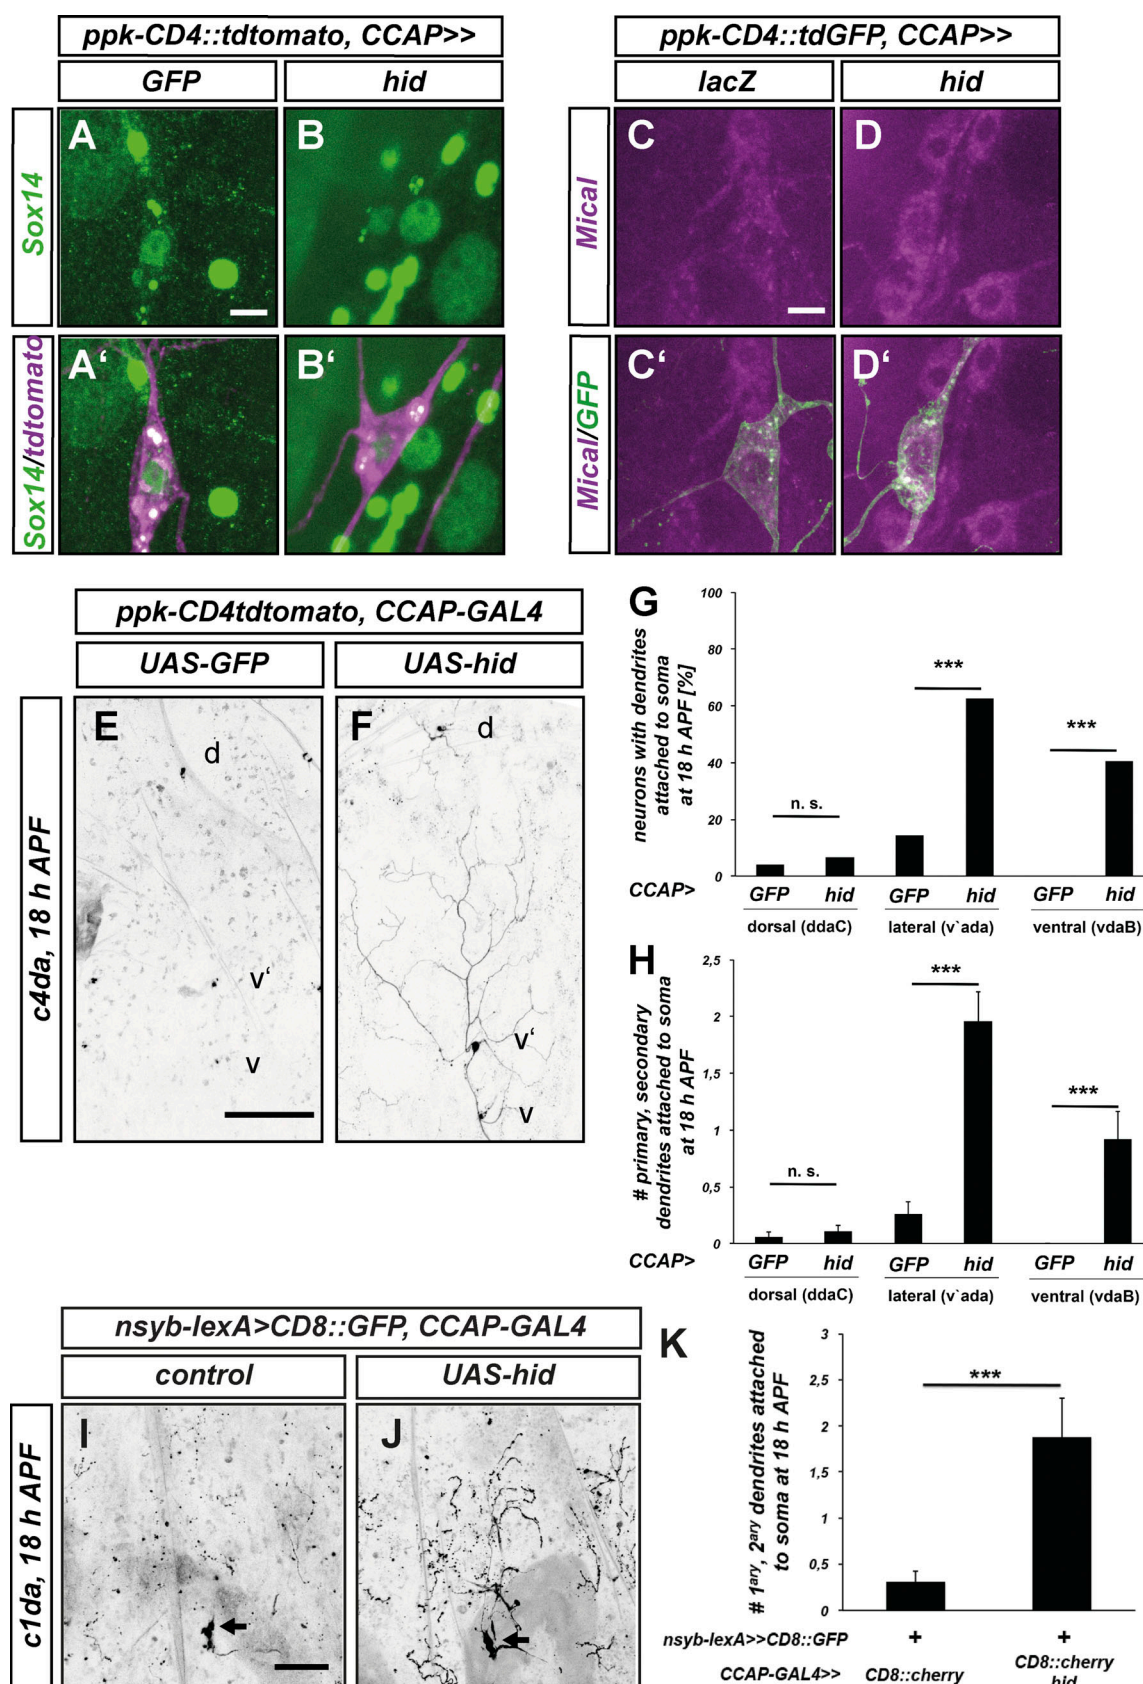 ppk-CD4::tdtomato, CCAP>>
GFP
hid
Sox14
A
B
Sox14/tdtomato
A‘
B‘
ppk-CD4::tdGFP, CCAP>>
lacZ
hid
Mical
C
D
Mical/GFP
C‘
D‘
ppk-CD4tdtomato, CCAP-GAL4
UAS-GFP
UAS-hid
c4da, 18 h APF
E
d
v‘
v
F
d
v‘
v
G
neurons with dendrites
attached to soma
at 18 h APF [%]
100
80
60
40
20
0
n. s.
***
***
CCAP>
GFP hid GFP hid GFP hid
dorsal (ddaC) lateral (v`ada) ventral (vdaB)
H
# primary, secondary
dendrites attached to soma
at 18 h APF
2,5
2
1,5
1
0,5
0
n. s.
***
***
CCAP>
GFP hid GFP hid GFP hid
dorsal (ddaC) lateral (v`ada) ventral (vdaB)
nsyb-lexA>CD8::GFP, CCAP-GAL4
control
UAS-hid
c1da, 18 h APF
I
J
K
# 1ary, 2ary dendrites attached
to soma at 18 h APF
3
2,5
2
1,5
1
0,5
0
***
nsyb-lexA>>CD8::GFP + +
CCAP-GAL4>> CD8::cherry CD8::cherry
hid